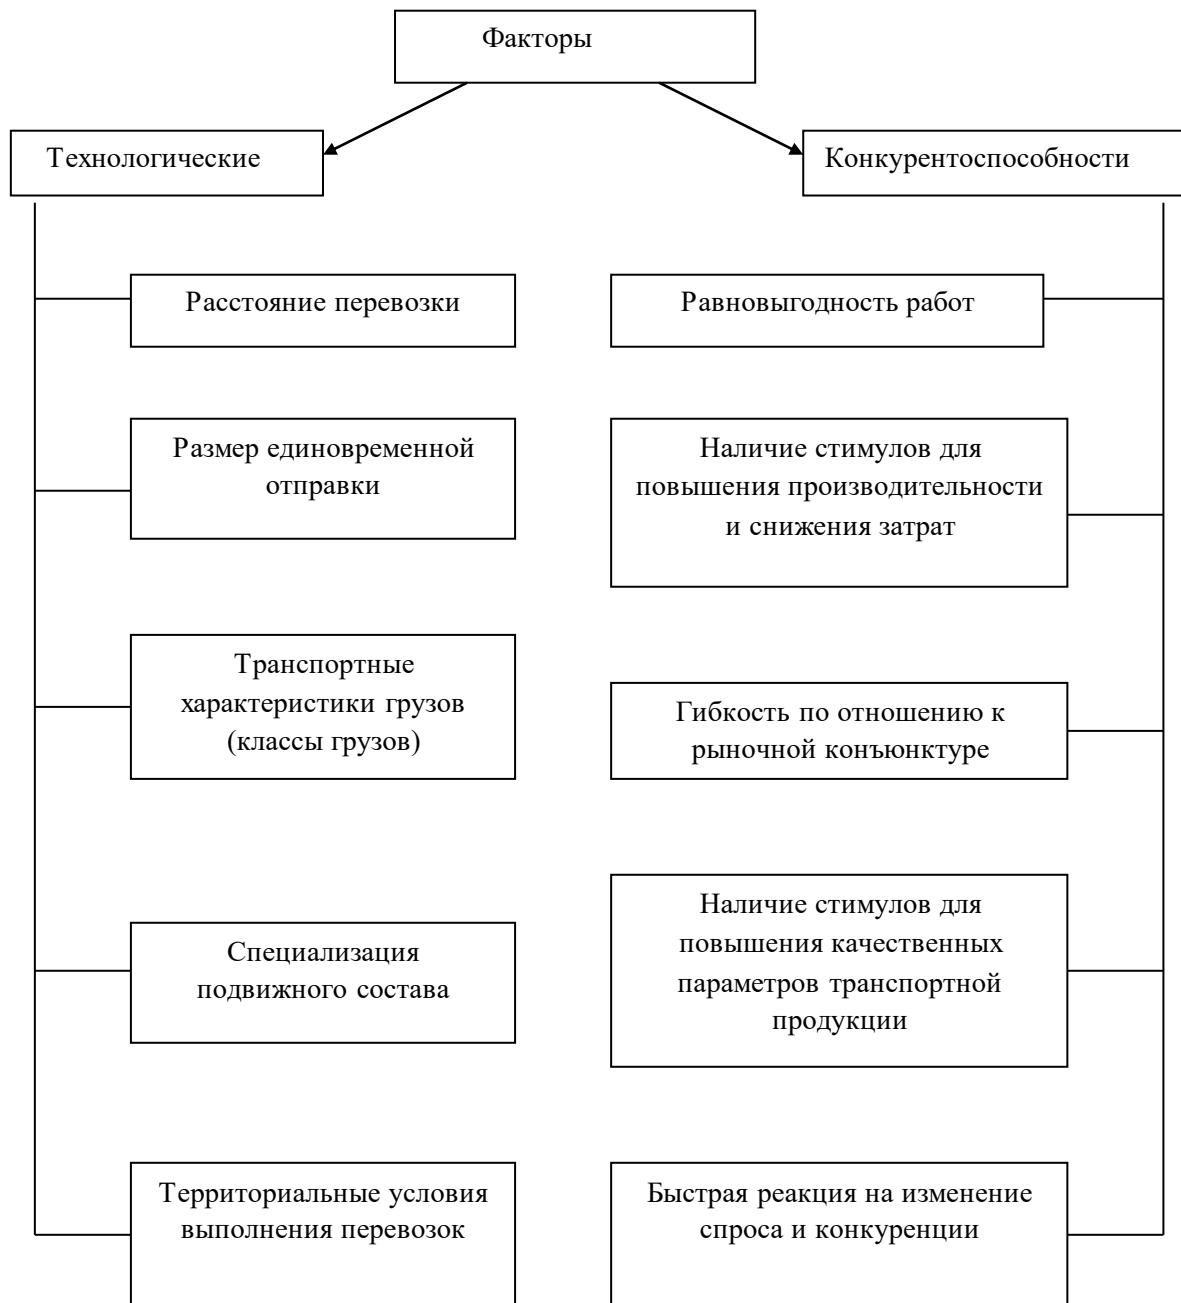 Факторы
Технологические
Конкурентоспособности
Расстояние перевозки
Равновыгодность работ
Размер единовременной
отправки
Наличие стимулов для
повышения производительности
и снижения затрат
Транспортные
характеристики грузов
(классы грузов)
Гибкость по отношению к
рыночной конъюнктуре
Специализация
подвижного состава
Наличие стимулов для
повышения качественных
параметров транспортной
продукции
Территориальные условия
выполнения перевозок
Быстрая реакция на изменение
спроса и конкуренции